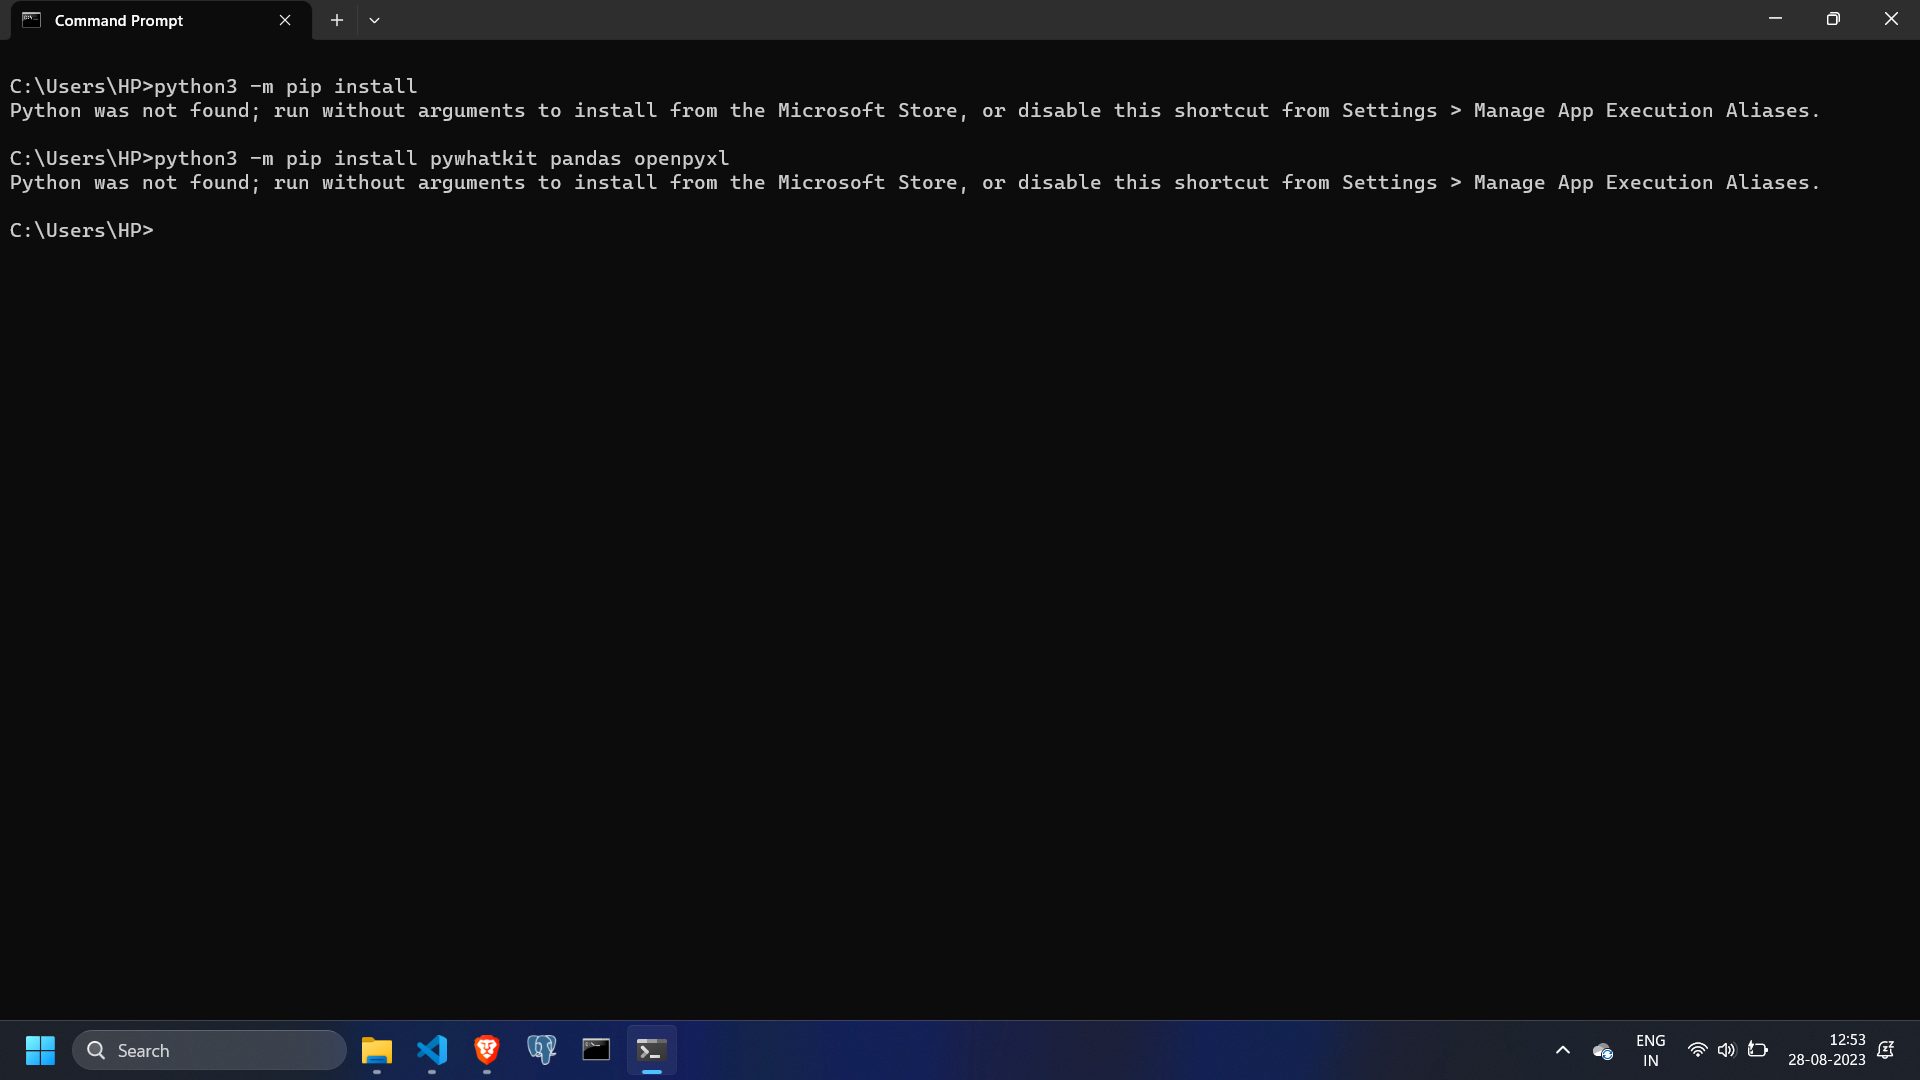 Command Prompt
C:\Users\HP>python3 -m pip install
Python was not found; run without arguments to install from the Microsoft Store, or disable this shortcut from Settings > Manage App Execution Aliases.
C:\Users\HP>python3 -m pip install pywhatkit pandas openpyxl
Python was not found; run without arguments to install from the Microsoft Store, or disable this shortcut from Settings > Manage App Execution Aliases.
C:\Users\HP>
Search
ENG
IN
12:53
28-08-2023